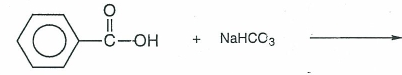 O
C—OH + NaHCO3